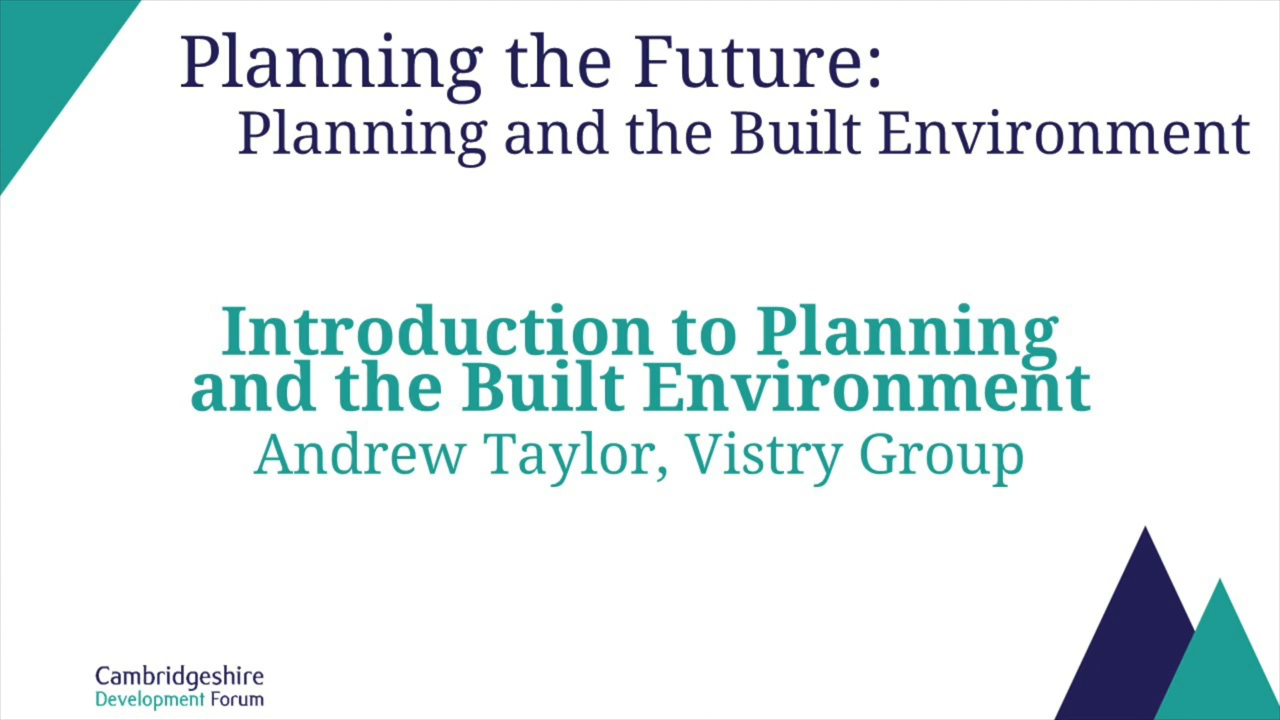 Planning the Future:
Planning and the Built Environment
Introduction to Planning
and the Built Environment
Andrew Taylor, Vistry Group
Cambridgeshire
Development Forum